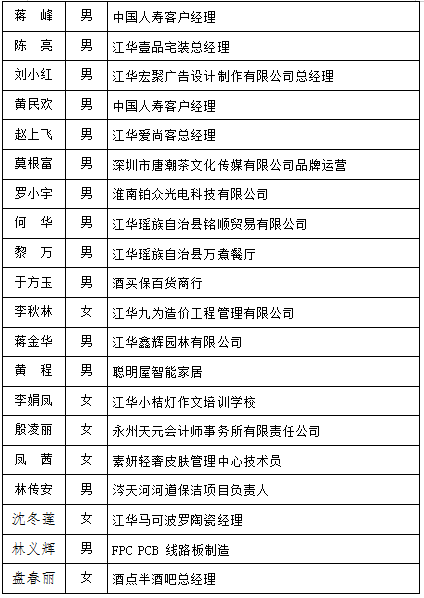 蒋　峰 男 中国人寿客户经理
陈　亮 男 江华壹品宅装总经理
刘小红 男 江华宏聚广告设计制作有限公司总经理
黄民欢 男 中国人寿客户经理
赵上飞 男 江华爱尚客总经理
莫根富 男 深圳市唐潮茶文化传媒有限公司品牌运营
罗小宇 男 淮南铂众光电科技有限公司
何　华 男 江华瑶族自治县铭顺贸易有限公司
黎　万 男 江华瑶族自治县万煮餐厅
于方玉 男 酒买保百货商行
李秋林 女 江华九为造价工程管理有限公司
蒋金华 男 江华鑫辉园林有限公司
黄　程 男 聪明屋智能家居
李娟凤 女 江华小桔灯作文培训学校
殷凌丽 女 永州天元会计师事务所有限责任公司
凤　茜 女 素妍轻奢皮肤管理中心技术员
林传安 男 涔天河河道保洁项目负责人
沈冬莲 女 江华马可波罗陶瓷经理
林义辉 男 FPC PCB 线路板制造
盘春丽 女 酒点半酒吧总经理